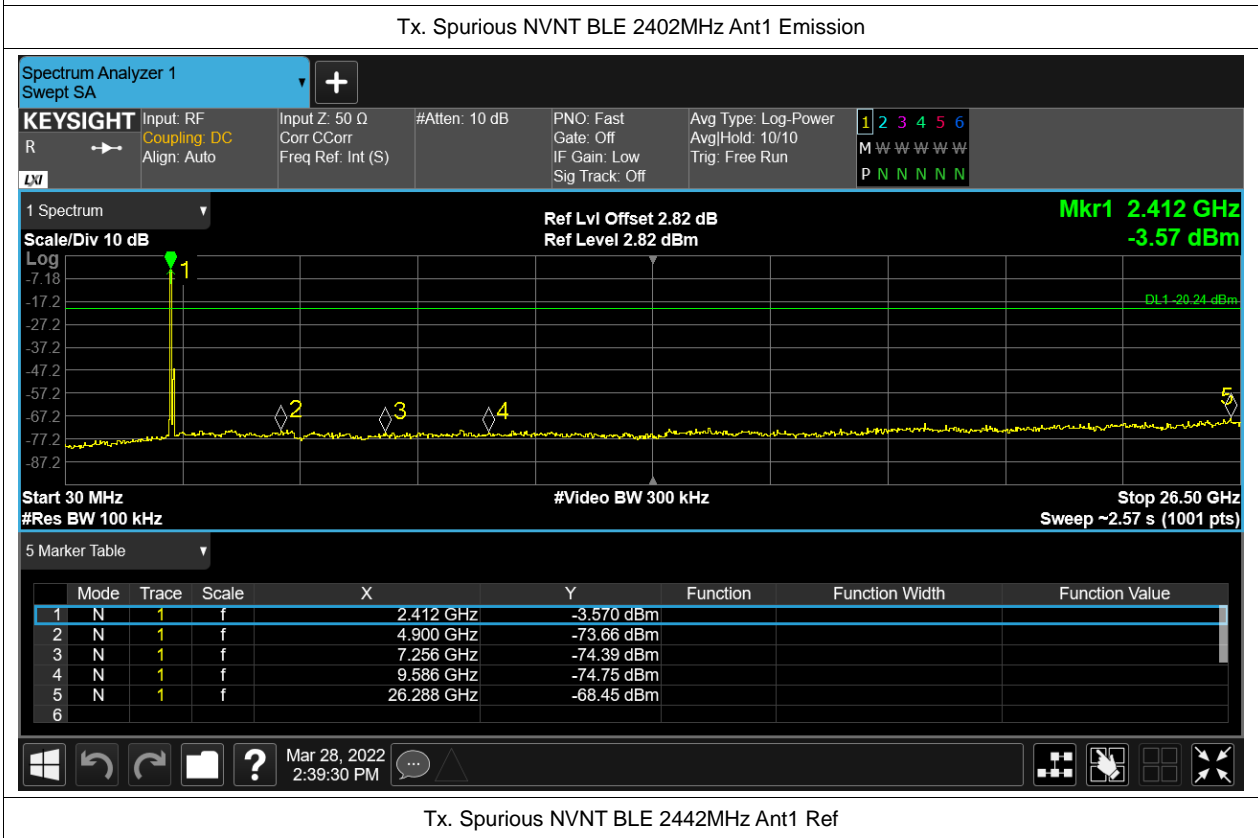 Tx. Spurious NVNT BLE 2402MHz Ant1 Emission
Spectrum Analyzer 1
Swept SA
+
KEYSIGHT
R
LXI
Input: RF
Coupling: DC
Align: Auto
Input Z: 50 Ω
Corr CCorr
Freq Ref: Int (S)
#Atten: 10 dB
PNO: Fast
Gate: Off
IF Gain: Low
Sig Track: Off
Avg Type: Log-Power
Avg|Hold: 10/10
Trig: Free Run
1 2 3 4 5 6
M W W W W W
P N N N N N
1 Spectrum
Scale/Div 10 dB
Ref Lvl Offset 2.82 dB
Ref Level 2.82 dBm
Mkr1 2.412 GHz
-3.57 dBm
Log
-7.18
-17.2
-27.2
-37.2
-47.2
-57.2
-67.2
-77.2
-87.2
DL1 -20.24 dBm
1
2
3
4
5
Start 30 MHz
#Video BW 300 kHz
Stop 26.50 GHz
#Res BW 100 kHz
Sweep ~2.57 s (1001 pts)
5 Marker Table
Mode Trace Scale X Y Function Function Width Function Value
1 N 1 f 2.412 GHz -3.570 dBm
2 N 1 f 4.900 GHz -73.66 dBm
3 N 1 f 7.256 GHz -74.39 dBm
4 N 1 f 9.586 GHz -74.75 dBm
5 N 1 f 26.288 GHz -68.45 dBm
6
?
Mar 28, 2022
2:39:30 PM
Tx. Spurious NVNT BLE 2442MHz Ant1 Ref